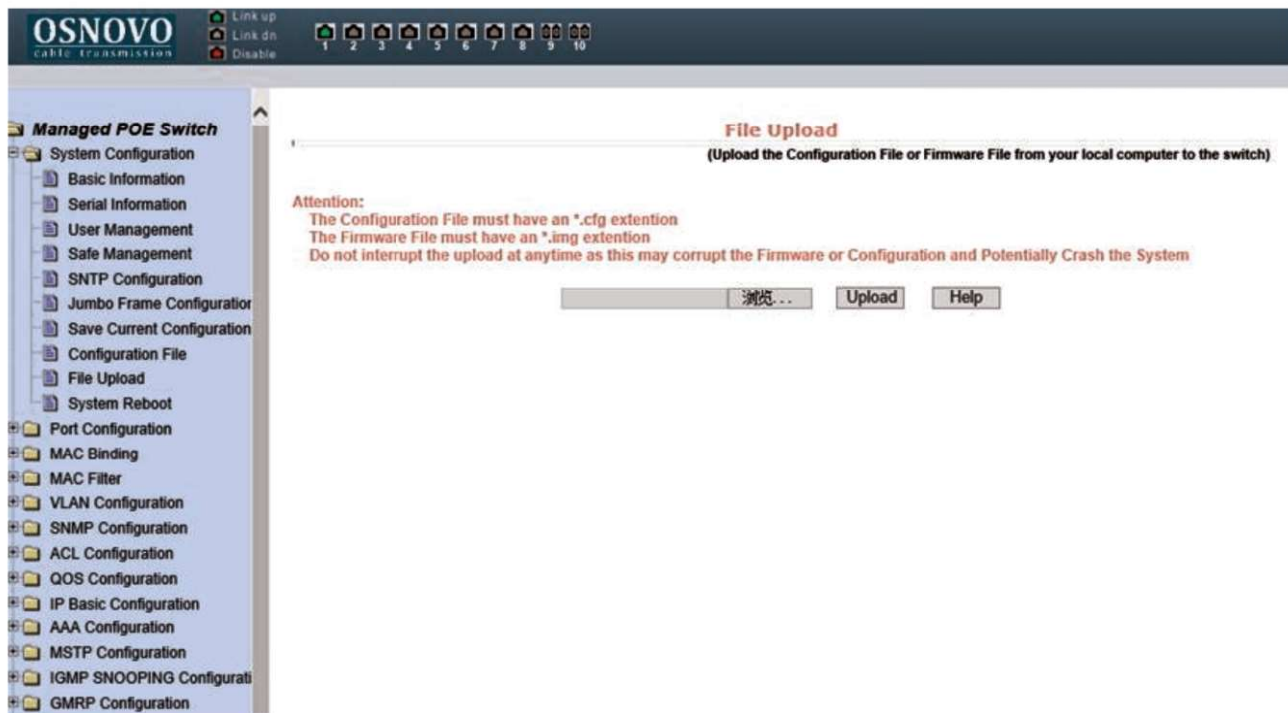 OSNOVO
cable transmission
Link up
Link dn
Disable
1 2 3 4 5 6 7 8 9 10
Managed POE Switch
System Configuration
Basic Information
Serial Information
User Management
Safe Management
SNTP Configuration
Jumbo Frame Configuration
Save Current Configuration
Configuration File
File Upload
System Reboot
Port Configuration
MAC Binding
MAC Filter
VLAN Configuration
SNMP Configuration
ACL Configuration
QOS Configuration
IP Basic Configuration
AAA Configuration
MSTP Configuration
IGMP SNOOPING Configurati
GMRP Configuration
File Upload
(Upload the Configuration File or Firmware File from your local computer to the switch)
Attention:
The Configuration File must have an *.cfg extention
The Firmware File must have an *.img extention
Do not interrupt the upload at anytime as this may corrupt the Firmware or Configuration and Potentially Crash the System
浏览... Upload Help